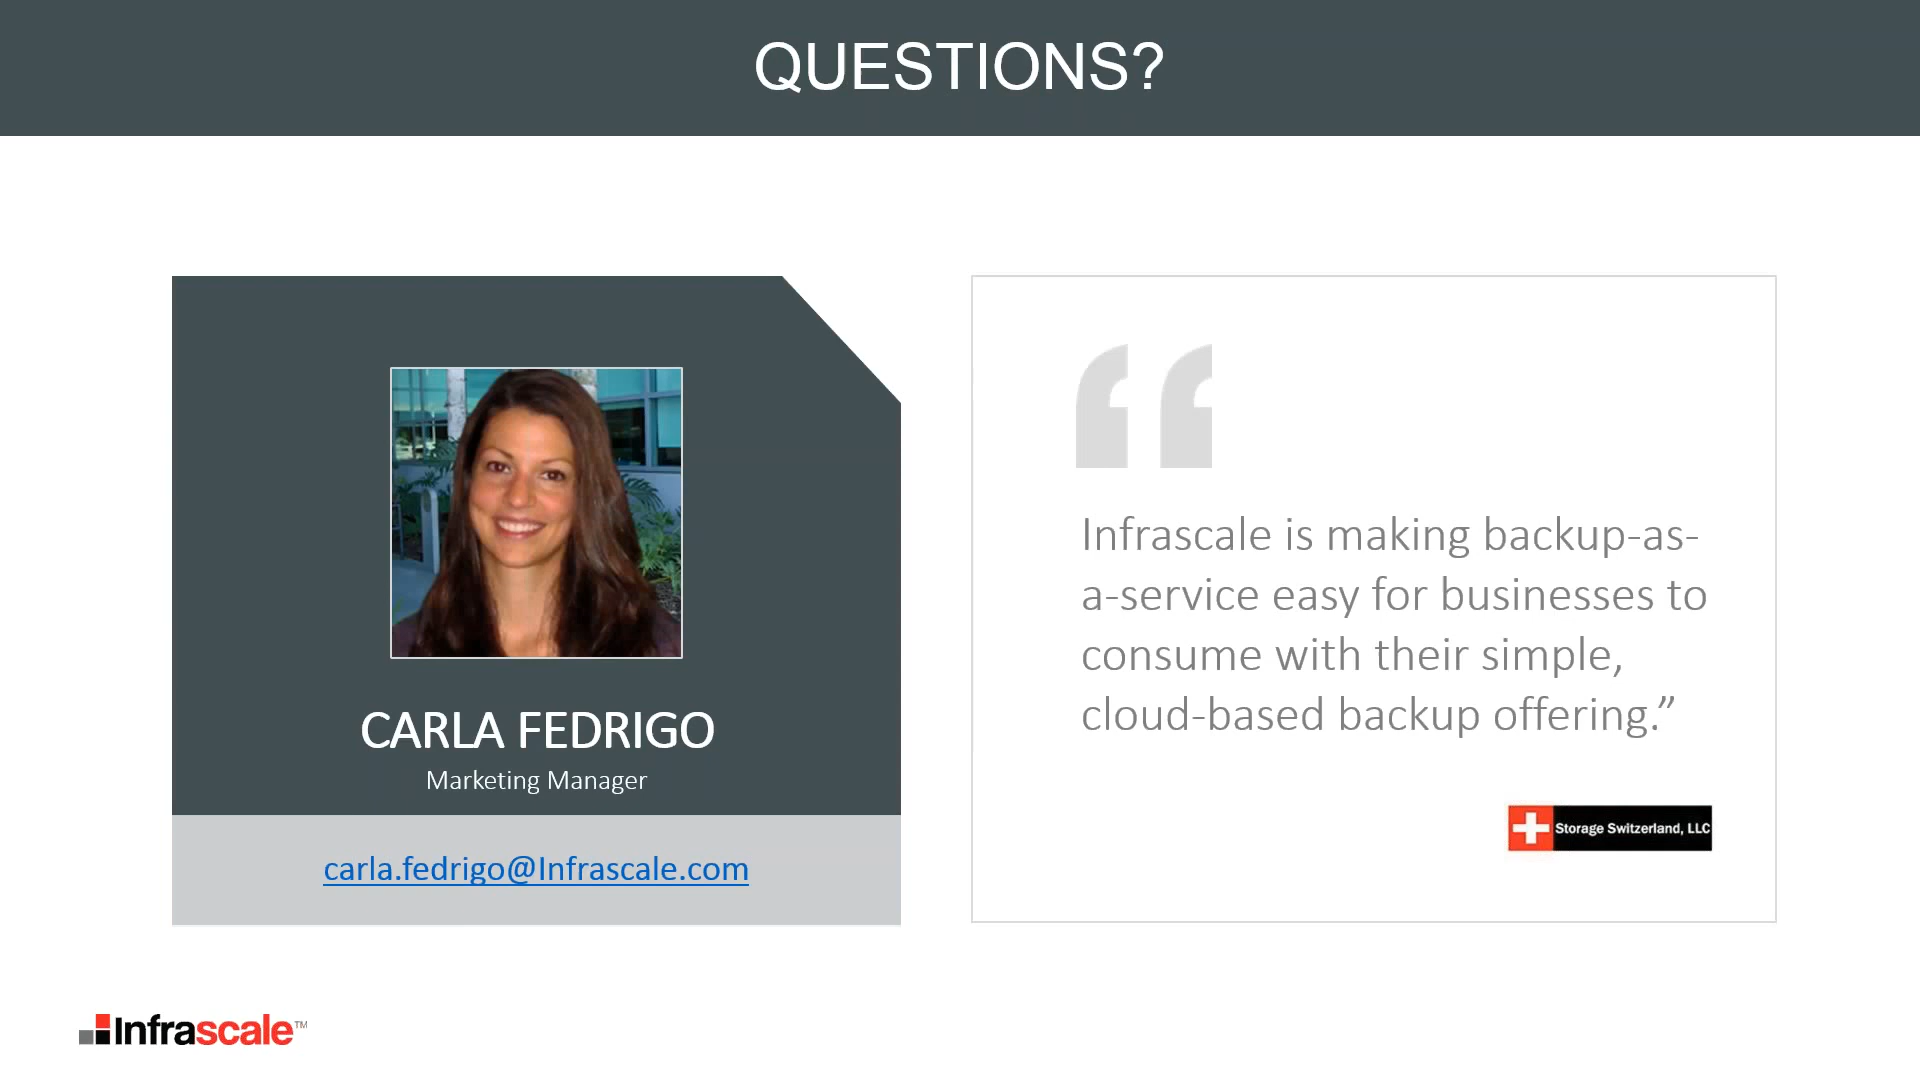 QUESTIONS?
CARLA FEDRIGO
Marketing Manager
carla.fedrigo@Infrascale.com
“
Infrascale is making backup-as-
a-service easy for businesses to
consume with their simple,
cloud-based backup offering.”
Storage Switzerland, LLC
Infrascale™